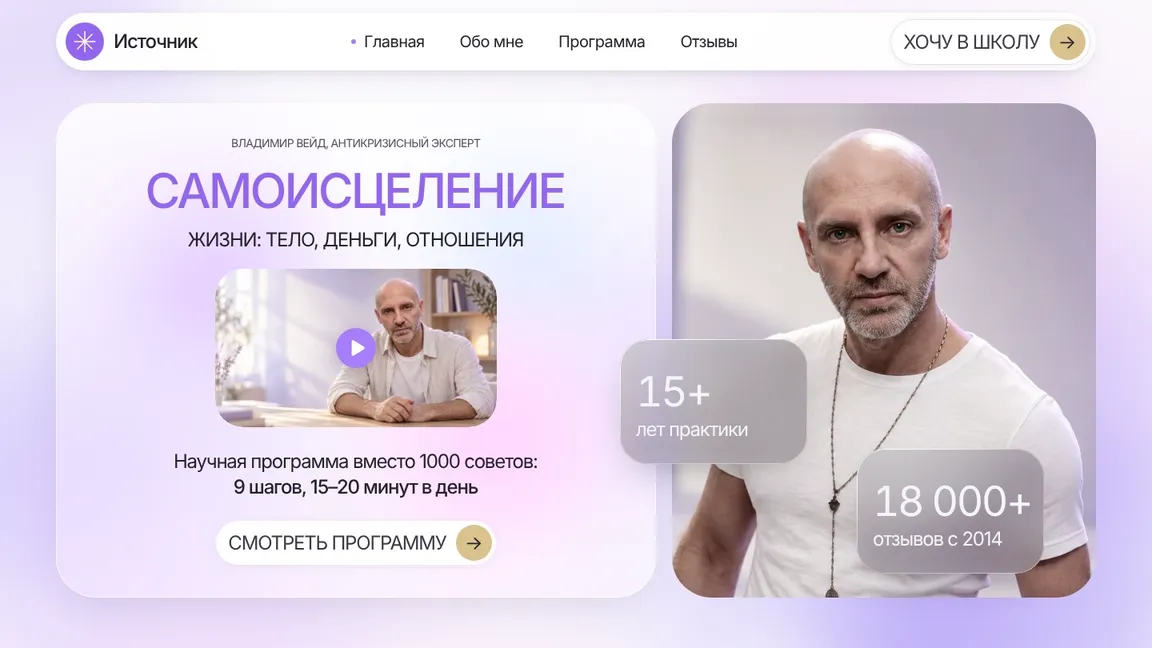 Источник
Главная
Обо мне
Программа
Отзывы
ХОЧУ В ШКОЛУ
ВЛАДИМИР ВЕЙД, АНТИКРИЗИСНЫЙ ЭКСПЕРТ
САМОИСЦЕЛЕНИЕ
ЖИЗНИ: ТЕЛО, ДЕНЬГИ, ОТНОШЕНИЯ
Научная программа вместо 1000 советов:
9 шагов, 15–20 минут в день
СМОТРЕТЬ ПРОГРАММУ
15+
лет практики
18 000+
отзывов с 2014